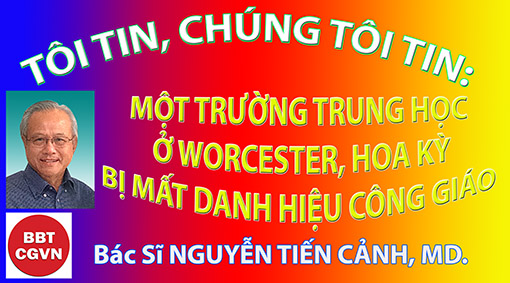 TÔI TIN, CHÚNG TÔI TIN:
MỘT TRƯỜNG TRUNG HỌC
Ở WORCESTER, HOA KỲ
BỊ MẤT DANH HIỆU CÔNG GIÁO
BBT
CGVN
Bác Sĩ NGUYỄN TIẾN CẢNH, MD.